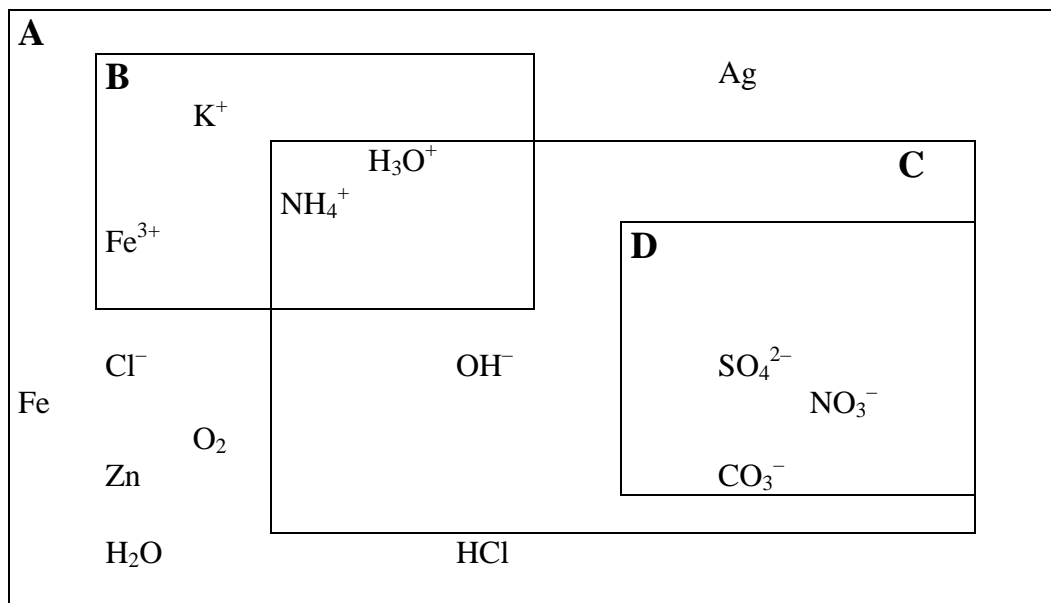 A
B
Ag
K⁺
H₃O⁺
C
NH₄⁺
Fe³⁺
D
Cl⁻
OH⁻
SO₄²⁻
Fe
NO₃⁻
O₂
Zn
CO₃⁻
H₂O
HCl